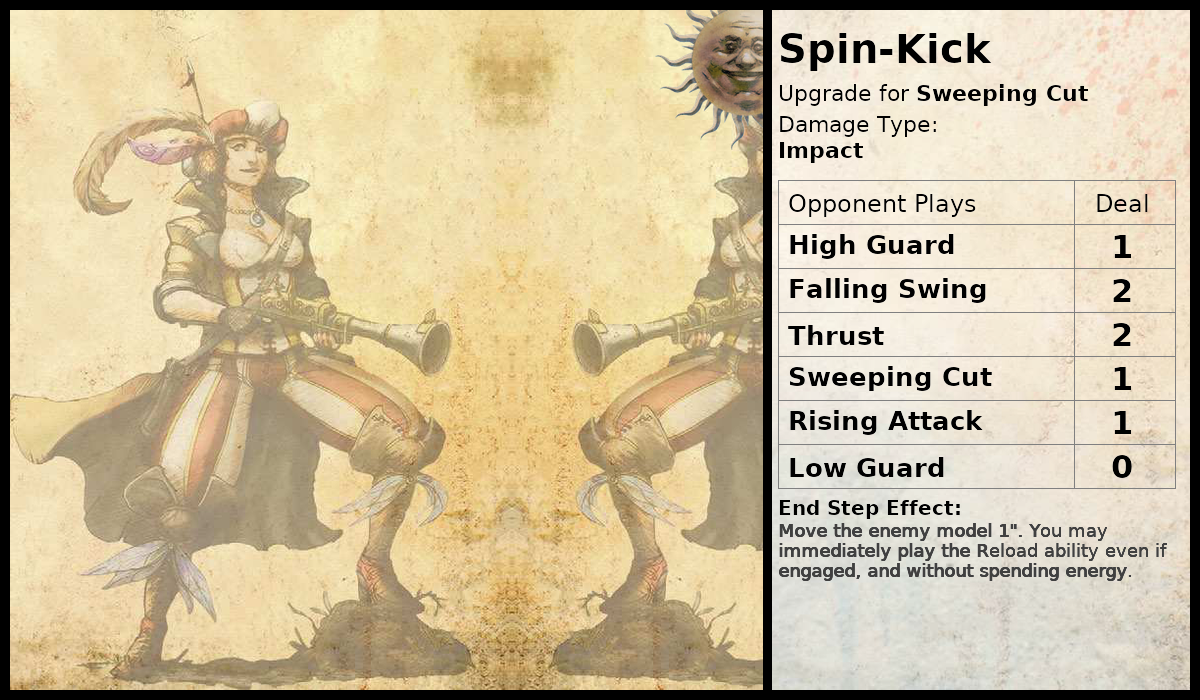 Spin-Kick
Upgrade for Sweeping Cut
Damage Type:
Impact
Opponent Plays Deal
High Guard 1
Falling Swing 2
Thrust 2
Sweeping Cut 1
Rising Attack 1
Low Guard 0
End Step Effect:
Move the enemy model 1". You may
immediately play the Reload ability even if
engaged, and without spending energy.